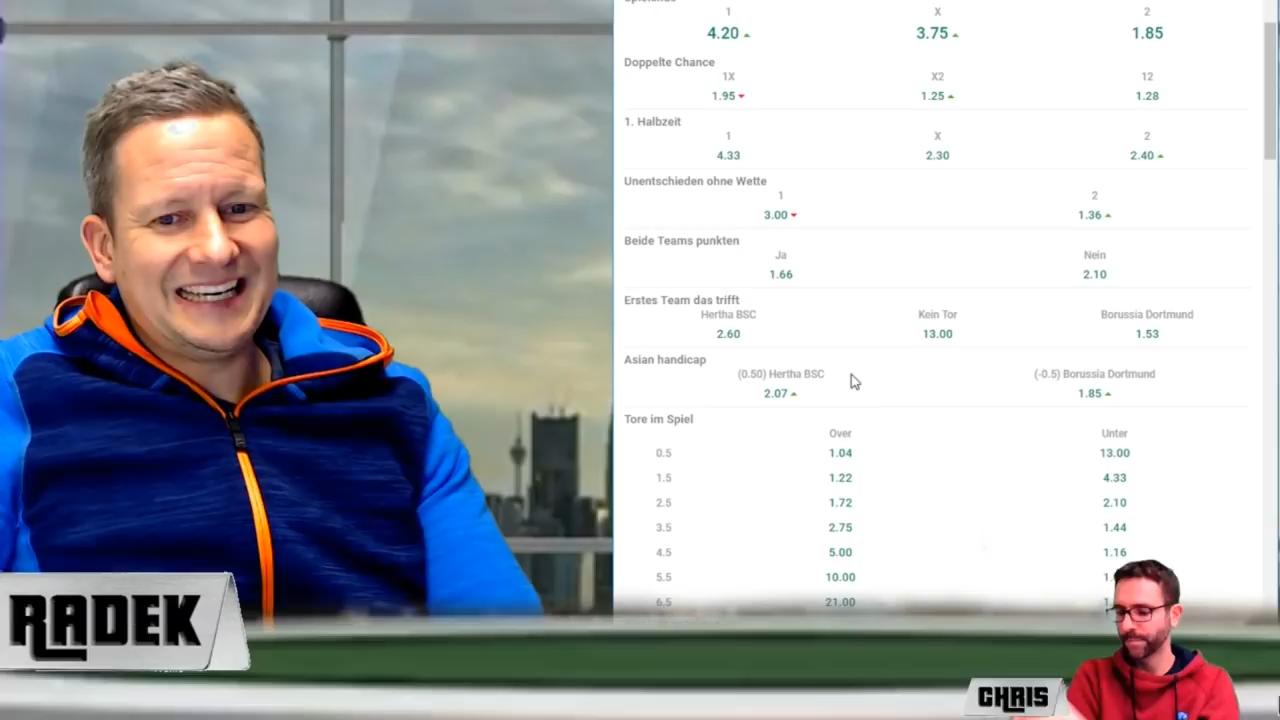 1 X 2
4.20 3.75 1.85
Doppelte Chance
1X X2 12
1.95 1.25 1.28
1. Halbzeit
1 X 2
4.33 2.30 2.40
Unentschieden ohne Wette
1 2
3.00 1.36
Beide Teams punkten
Ja Nein
1.66 2.10
Erstes Team das trifft
Hertha BSC Kein Tor Borussia Dortmund
2.60 13.00 1.53
Asian handicap
(0.50) Hertha BSC (-0.5) Borussia Dortmund
2.07 1.85
Tore im Spiel
Over Unter
0.5 1.04 13.00
1.5 1.22 4.33
2.5 1.72 2.10
3.5 2.75 1.44
4.5 5.00 1.16
5.5 10.00
6.5 21.00
RADEK
CHRIS